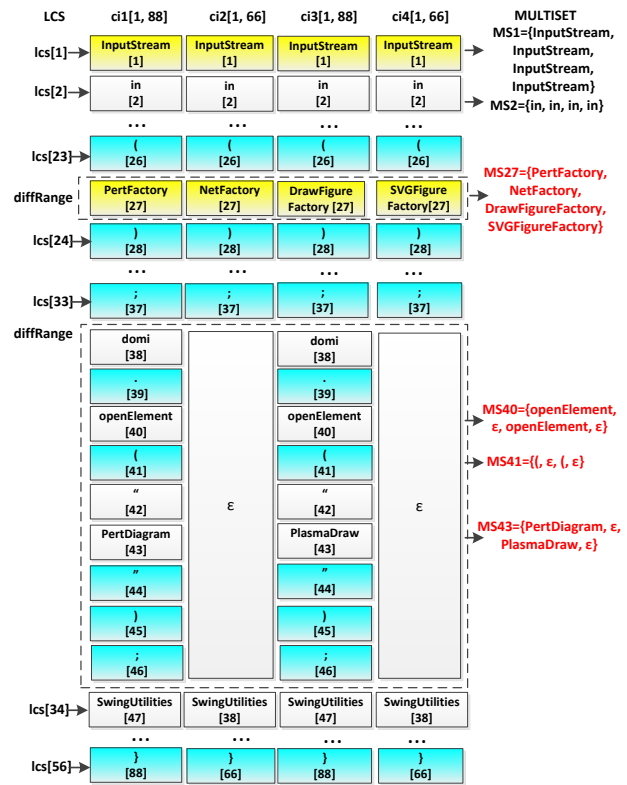 LCS ci1[1, 88] ci2[1, 66] ci3[1, 88] ci4[1, 66] MULTISET
lcs[1] InputStream InputStream InputStream InputStream MS1={InputStream,
[1] [1] [1] [1] InputStream,
InputStream,
InputStream}
lcs[2] in in in in
[2] [2] [2] [2] MS2={in, in, in, in}
... ... ... ...
lcs[23] ( ( ( (
[26] [26] [26] [26]
diffRange PertFactory NetFactory DrawFigure SVGFigure MS27={PertFactory,
[27] [27] Factory [27] Factory[27] NetFactory,
DrawFigureFactory,
SVGFigureFactory}
lcs[24] ) ) ) )
[28] [28] [28] [28]
... ... ... ...
lcs[33] ; ; ; ;
[37] [37] [37] [37]
diffRange
domi domi
[38] [38]
. .
[39] [39]
openElement openElement MS40={openElement,
[40] [40] ε, openElement, ε}
( ( MS41={(, ε, (, ε}
[41] [41]
“ “
[42] ε [42] ε
PertDiagram PlasmaDraw MS43={PertDiagram, ε,
[43] [43] PlasmaDraw, ε}
” ”
[44] [44]
) )
[45] [45]
; ;
[46] [46]
lcs[34] SwingUtilities SwingUtilities SwingUtilities SwingUtilities
[47] [38] [47] [38]
... ... ... ...
lcs[56] } } } }
[88] [66] [88] [66]